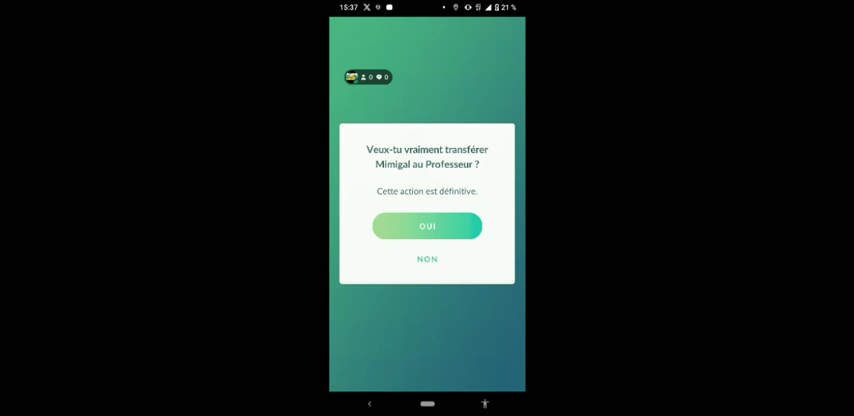 15:37 21 %
0 0
Veux-tu vraiment transférer
Mimigal au Professeur ?
Cette action est définitive.
OUI
NON